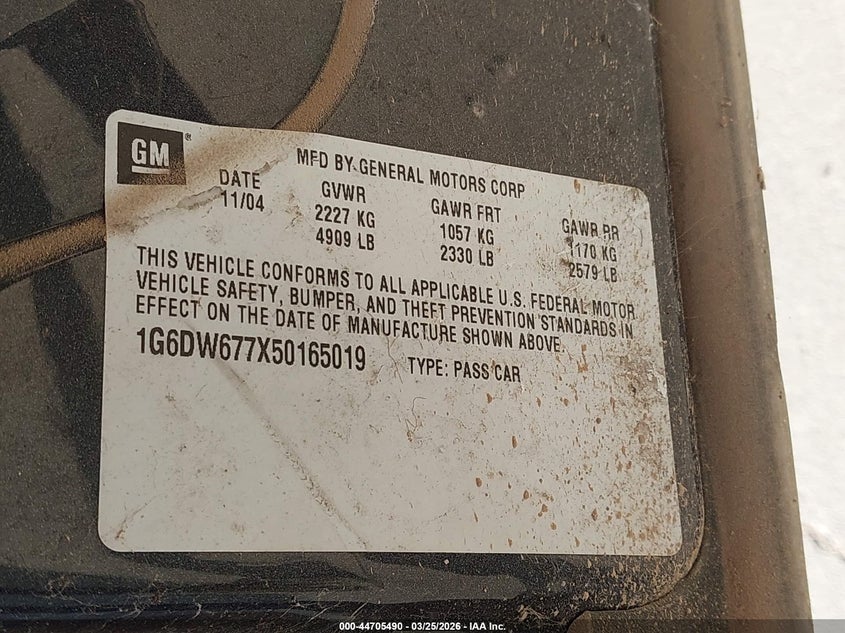 GM ®
MFD BY GENERAL MOTORS CORP
DATE GVWR GAWR FRT GAWR RR
11/04 2227 KG 1057 KG 1170 KG
4909 LB 2330 LB 2579 LB
THIS VEHICLE CONFORMS TO ALL APPLICABLE U.S. FEDERAL MOTOR
VEHICLE SAFETY, BUMPER, AND THEFT PREVENTION STANDARDS IN
EFFECT ON THE DATE OF MANUFACTURE SHOWN ABOVE.
1G6DW677X50165019 TYPE: PASS CAR
000-44705490 - 03/25/2026 - IAA Inc.